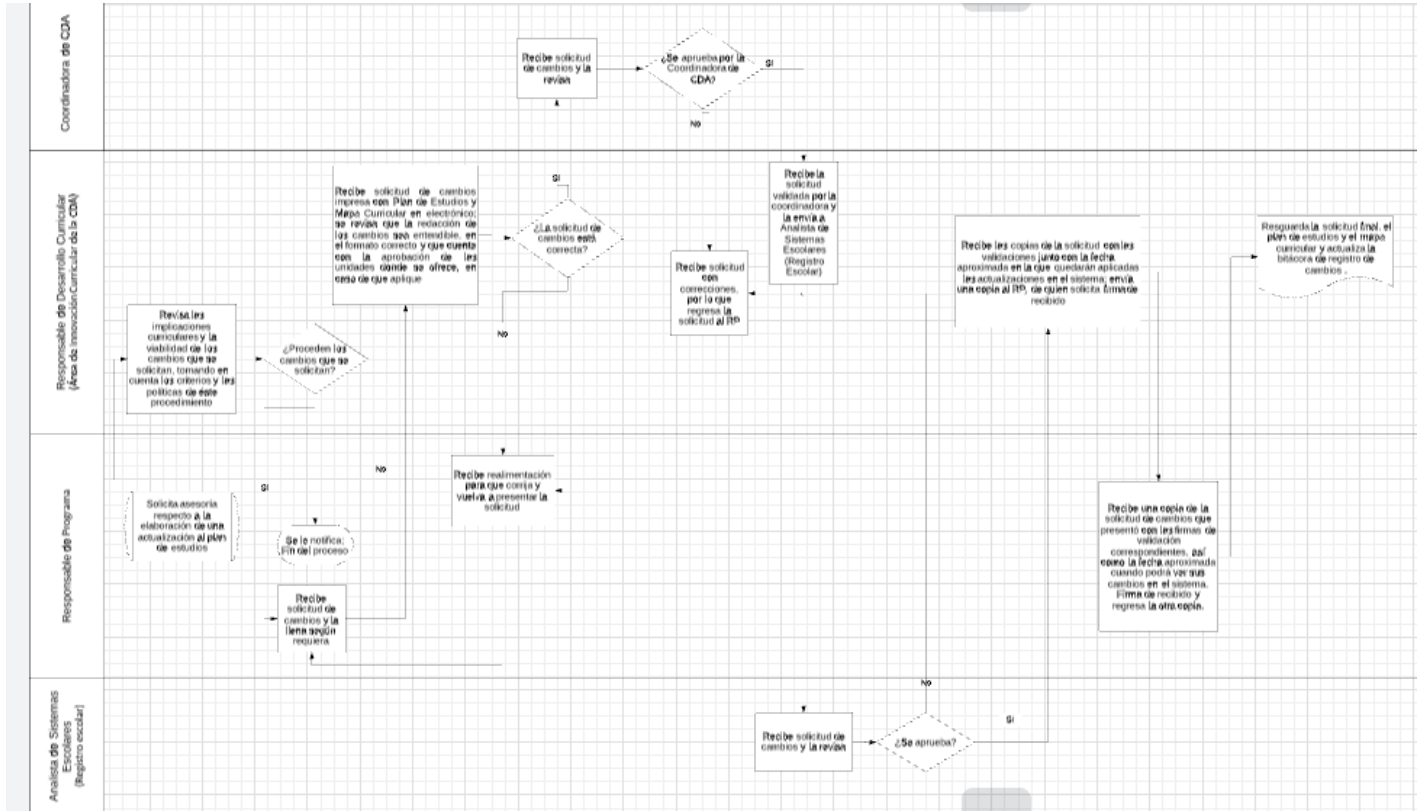 Coordinadora de CDA
Recibe solicitud
de cambios y la
revisa
¿Se aprueba por la
Coordinadora de
CDA?
SI
No
Responsable de Desarrollo Curricular
(Área de Innovación Curricular de la CDA)
Revisa las
implicaciones
curriculares y la
viabilidad de los
cambios que se
solicitan, tomando en
cuenta los criterios y las
políticas de éste
procedimiento
¿Proceden los
cambios que se
solicitan?
Recibe solicitud de cambios
impresa con Plan de Estudios y
Mapa Curricular en electrónico;
se revisa que la redacción de
los cambios sea entendible, en
el formato correcto y que cuente
con la aprobación de las
unidades donde se ofrece, en
caso de que aplique
SI
¿La solicitud de
cambios está
correcta?
No
Recibe solicitud
con
correcciones,
por lo que
regresa la
solicitud al RP
Recibe la
solicitud
validada por la
coordinadora y
la envía a
Analista de
Sistemas
Escolares
(Registro
Escolar)
Recibe las copias de la solicitud con las
validaciones junto con la fecha
aproximada en la que quedarán aplicadas
las actualizaciones en el sistema; envía
una copia al RP, de quien solicita firma de
recibido
Resguarda la solicitud final, el
plan de estudios y el mapa
curricular y actualiza la
bitácora de registro de
cambios .
Responsable de Programa
Solicita asesoría
respecto a la
elaboración de una
actualización al plan
de estudios
SI
No
Se le notifica;
Fin del proceso
Recibe
solicitud de
cambios y la
llena según
requiera
Recibe realimentación
para que corrija y
vuelva a presentar la
solicitud
Recibe una copia de la
solicitud de cambios que
presentó con las firmas de
validación
correspondientes, así
como la fecha aproximada
cuando podrá ver sus
cambios en el sistema.
Firma de recibido y
regresa la otra copia.
Analista de Sistemas
Escolares
(Registro escolar)
Recibe solicitud de
cambios y la revisa
¿Se aprueba?
No
SI